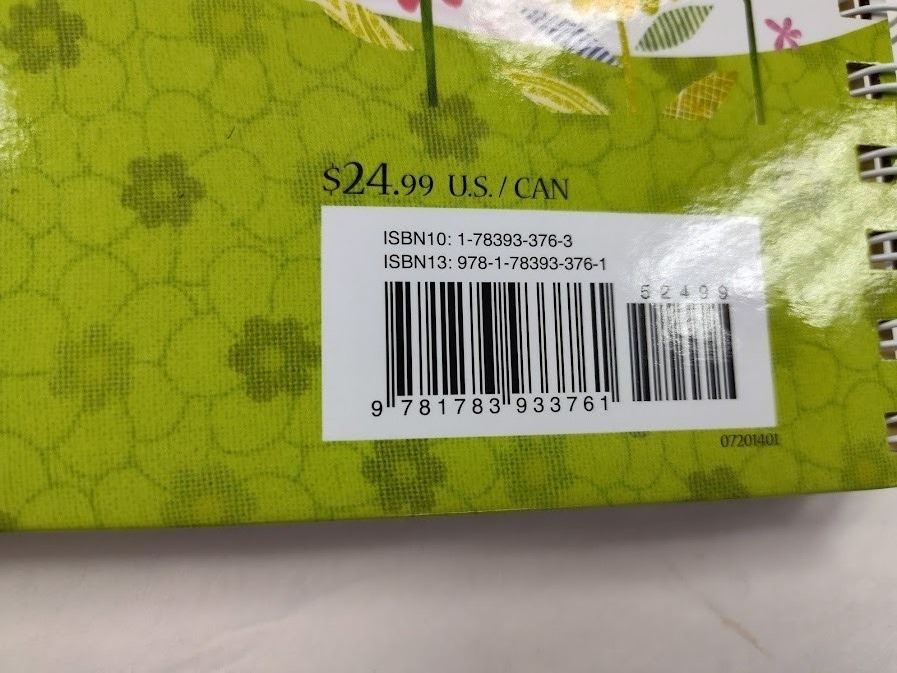 $24.99 U.S. / CAN
ISBN10: 1-78393-376-3
ISBN13: 978-1-78393-376-1
52499
9 781783 933761
07201401